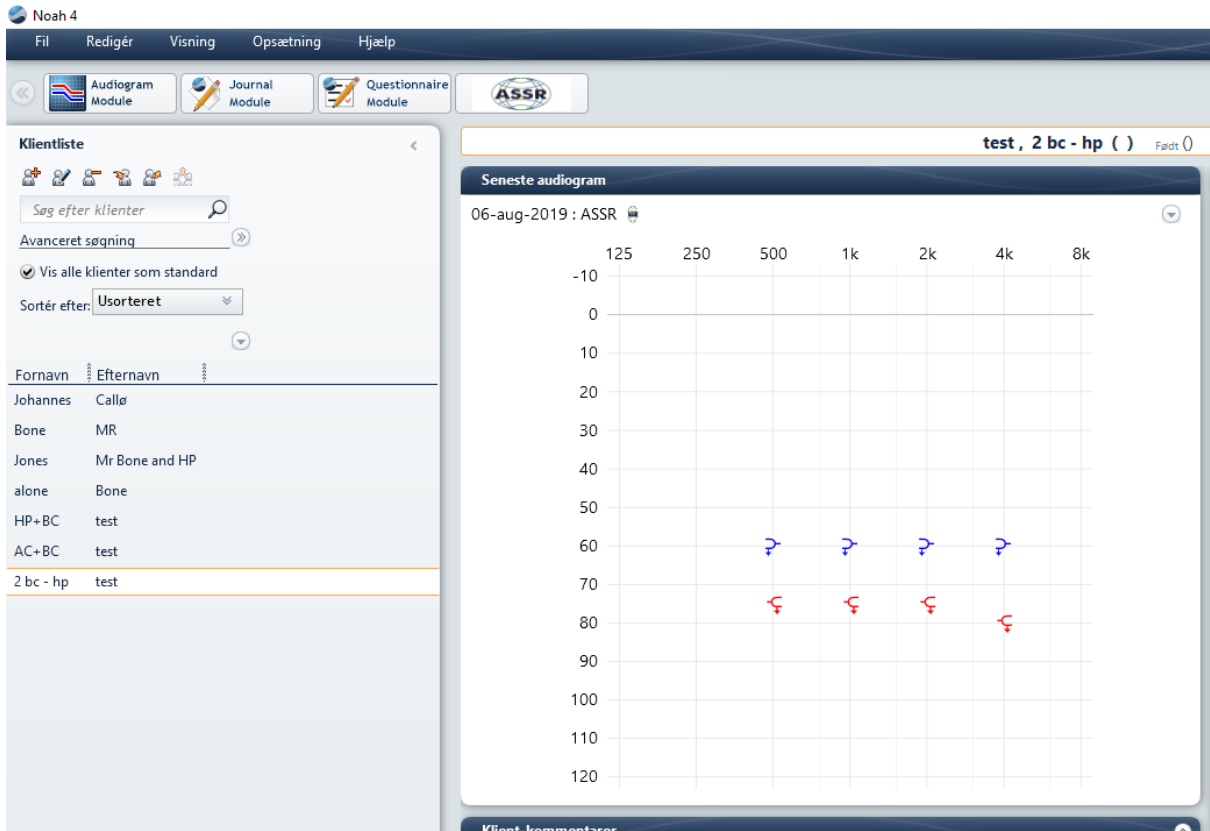 Noah 4
Fil Redigér Visning Opsætning Hjælp
Audiogram Module
Journal Module
Questionnaire Module
ASSR
Klientliste
Søg efter klienter
Avanceret søgning
Vis alle klienter som standard
Sortér efter: Usorteret
Fornavn Efternavn
Johannes Callø
Bone MR
Jones Mr Bone and HP
alone Bone
HP+BC test
AC+BC test
2 bc - hp test
test , 2 bc - hp ( ) Født ()
Seneste audiogram
06-aug-2019 : ASSR
125 250 500 1k 2k 4k 8k
-10
0
10
20
30
40
50
60
70
80
90
100
110
120
Klient-kommentarer